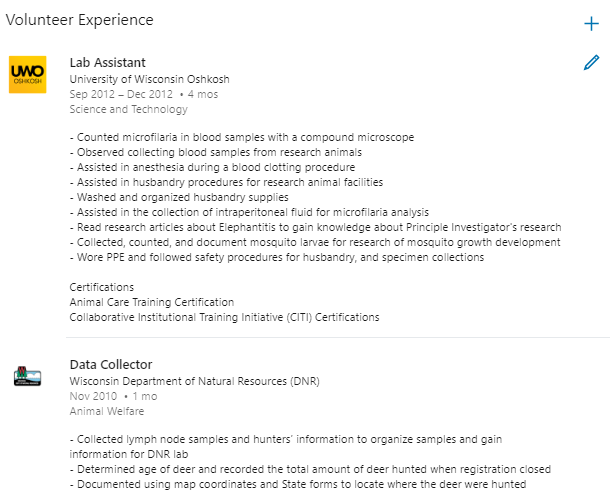 Volunteer Experience
UWO
OSHKOSH
Lab Assistant
University of Wisconsin Oshkosh
Sep 2012 – Dec 2012 • 4 mos
Science and Technology
- Counted microfilaria in blood samples with a compound microscope
- Observed collecting blood samples from research animals
- Assisted in anesthesia during a blood clotting procedure
- Assisted in husbandry procedures for research animal facilities
- Washed and organized husbandry supplies
- Assisted in the collection of intraperitoneal fluid for microfilaria analysis
- Read research articles about Elephantitis to gain knowledge about Principle Investigator's research
- Collected, counted, and document mosquito larvae for research of mosquito growth development
- Wore PPE and followed safety procedures for husbandry, and specimen collections
Certifications
Animal Care Training Certification
Collaborative Institutional Training Initiative (CITI) Certifications
Data Collector
Wisconsin Department of Natural Resources (DNR)
Nov 2010 • 1 mo
Animal Welfare
- Collected lymph node samples and hunters' information to organize samples and gain
information for DNR lab
- Determined age of deer and recorded the total amount of deer hunted when registration closed
- Documented using map coordinates and State forms to locate where the deer were hunted